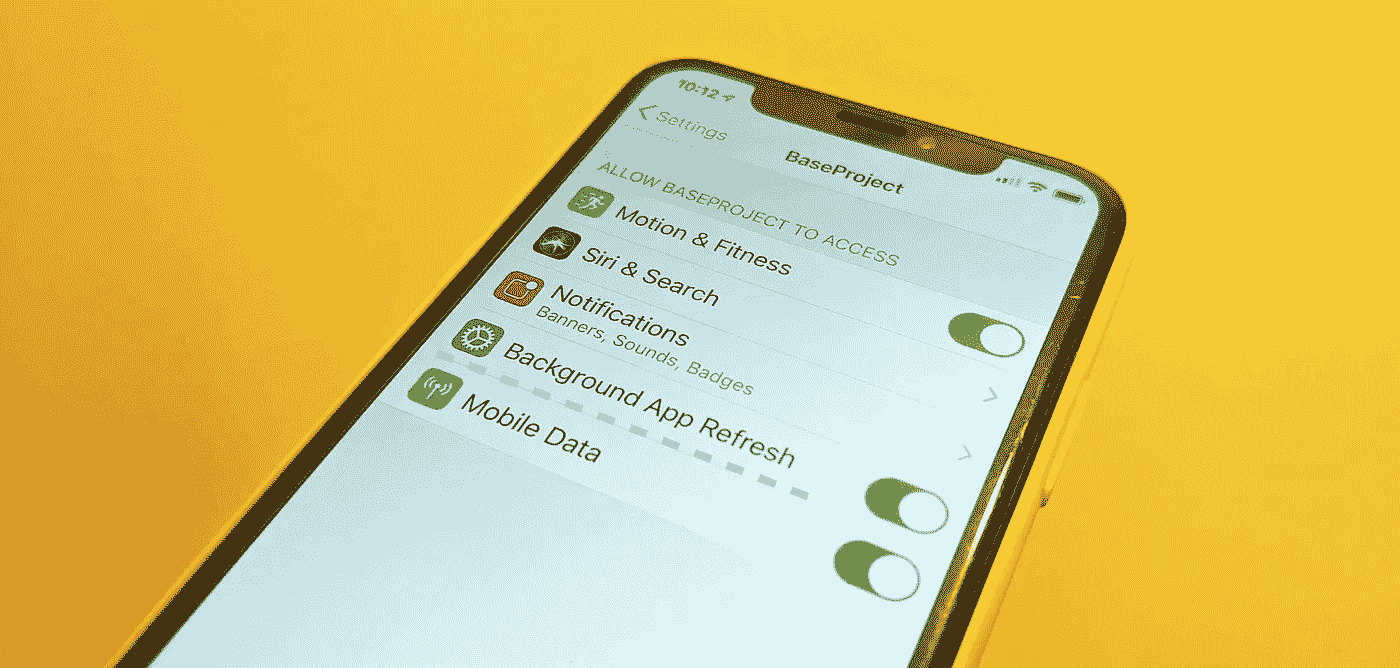 10:12
Settings
BaseProject
ALLOW BASEPROJECT TO ACCESS
Motion & Fitness
Siri & Search
Notifications
Banners, Sounds, Badges
Background App Refresh
Mobile Data